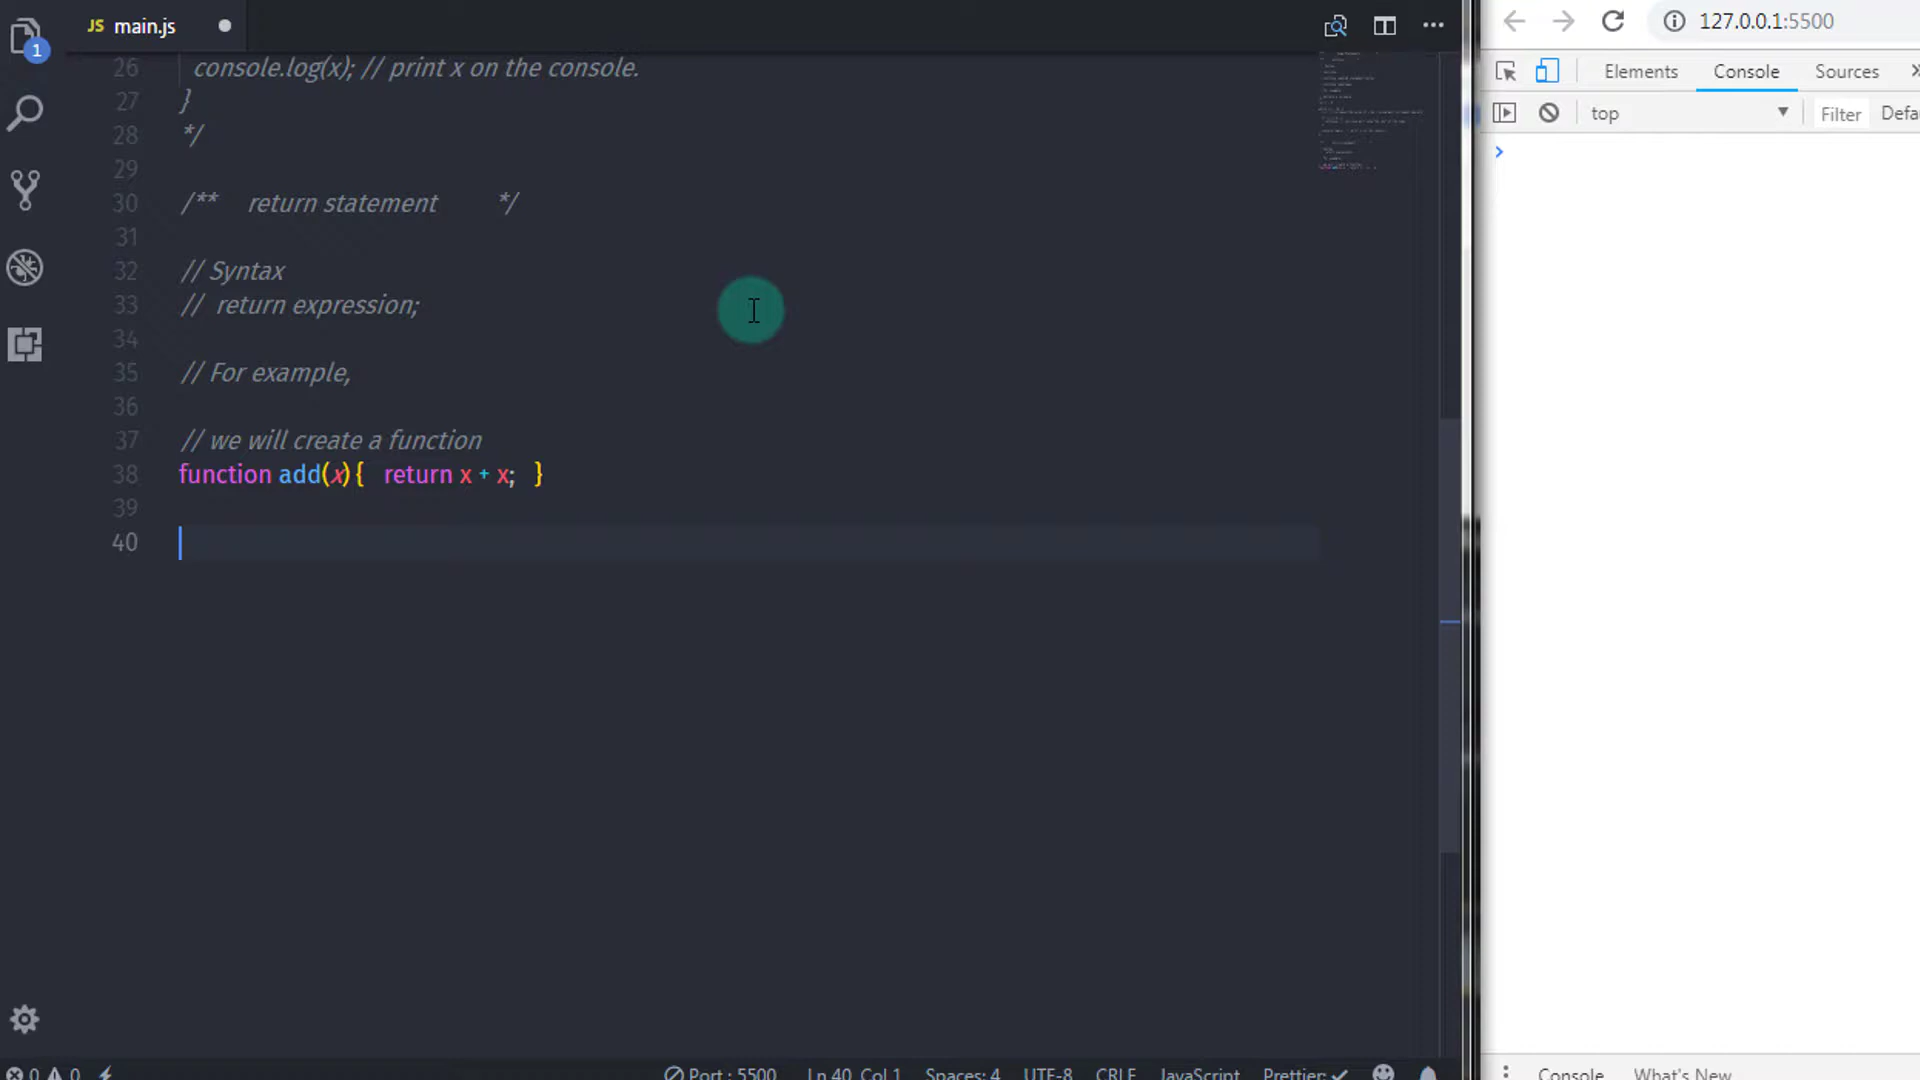 1
JS main.js
26 console.log(x); // print x on the console.
27 }
28 */
29
30 /** return statement */
31
32 // Syntax
33 // return expression;
34
35 // For example,
36
37 // we will create a function
38 function add(x){ return x + x; }
39
40
0 0 Port : 5500 Ln 40, Col 1 Spaces: 4 UTF-8 CRLF JavaScript Prettier: ✓
127.0.0.1:5500
Elements Console Sources »
top Filter Defa
›
Console What's New